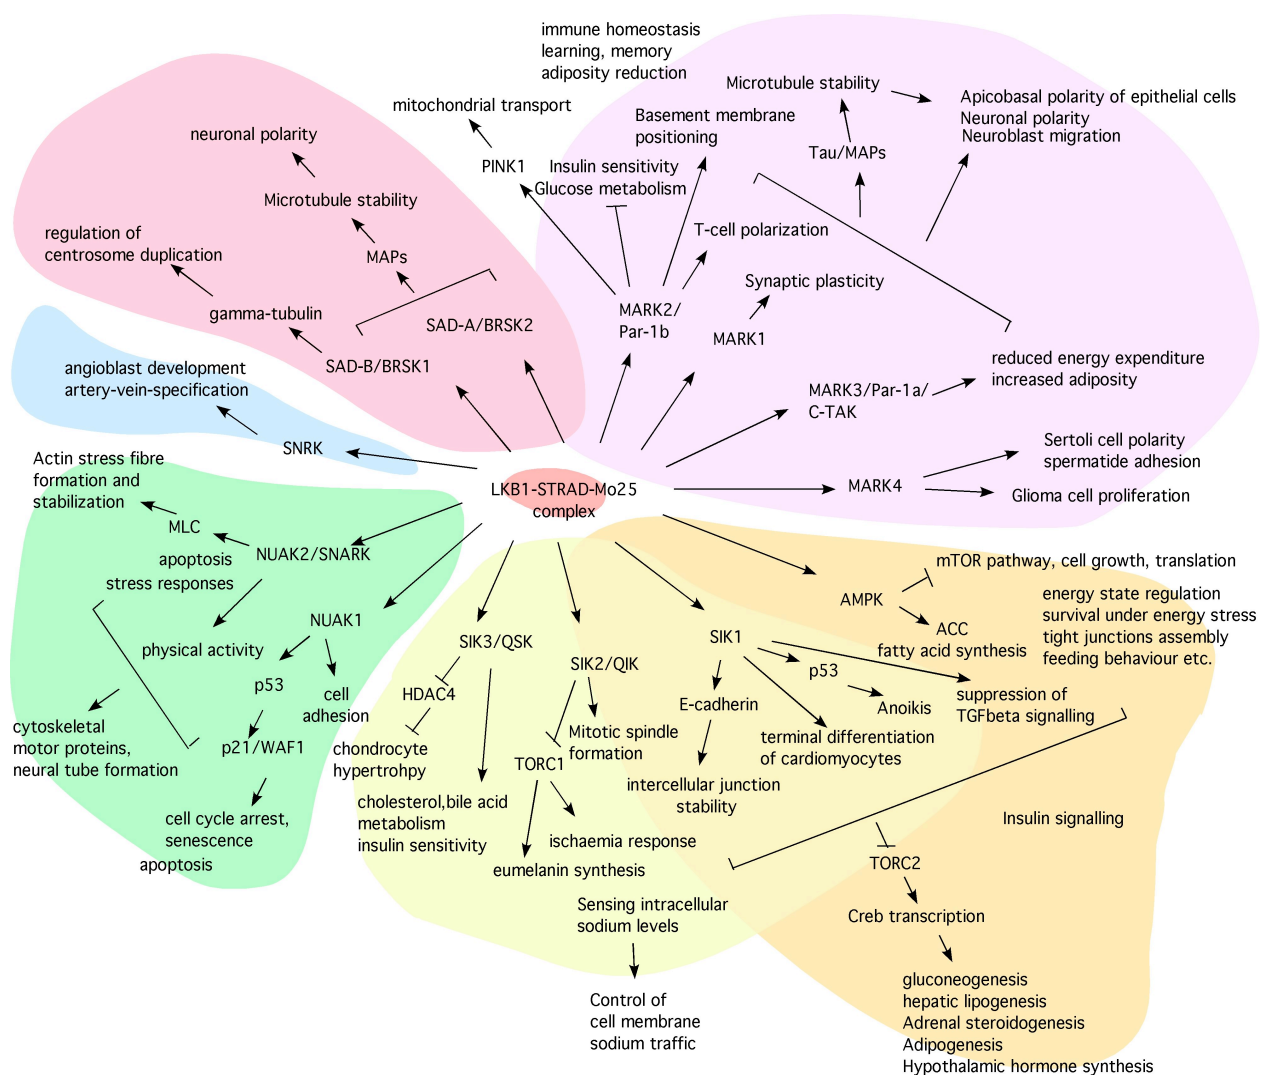 immune homeostasis
learning, memory
adiposity reduction
mitochondrial transport
PINK1
Insulin sensitivity
Glucose metabolism
Basement membrane
positioning
Microtubule stability
Tau/MAPs
Apicobasal polarity of epithelial cells
Neuronal polarity
Neuroblast migration
T-cell polarization
Synaptic plasticity
MARK2/
Par-1b
MARK1
MARK3/Par-1a/
C-TAK
reduced energy expenditure
increased adiposity
MARK4
Sertoli cell polarity
spermatide adhesion
Glioma cell proliferation
neuronal polarity
Microtubule stability
MAPs
regulation of
centrosome duplication
gamma-tubulin
SAD-A/BRSK2
SAD-B/BRSK1
angioblast development
artery-vein-specification
SNRK
LKB1-STRAD-Mo25
complex
Actin stress fibre
formation and
stabilization
MLC
NUAK2/SNARK
apoptosis
stress responses
NUAK1
physical activity
p53
cell
adhesion
cytoskeletal
motor proteins,
neural tube formation
p21/WAF1
cell cycle arrest,
senescence
apoptosis
SIK3/QSK
HDAC4
chondrocyte
hypertrohpy
cholesterol,bile acid
metabolism
insulin sensitivity
SIK2/QIK
Mitotic spindle
formation
TORC1
ischaemia response
eumelanin synthesis
Sensing intracellular
sodium levels
Control of
cell membrane
sodium traffic
SIK1
E-cadherin
intercellular junction
stability
p53
Anoikis
terminal differentiation
of cardiomyocytes
suppression of
TGFbeta signalling
AMPK
mTOR pathway, cell growth, translation
ACC
fatty acid synthesis
energy state regulation
survival under energy stress
tight junctions assembly
feeding behaviour etc.
Insulin signalling
TORC2
Creb transcription
gluconeogenesis
hepatic lipogenesis
Adrenal steroidogenesis
Adipogenesis
Hypothalamic hormone synthesis